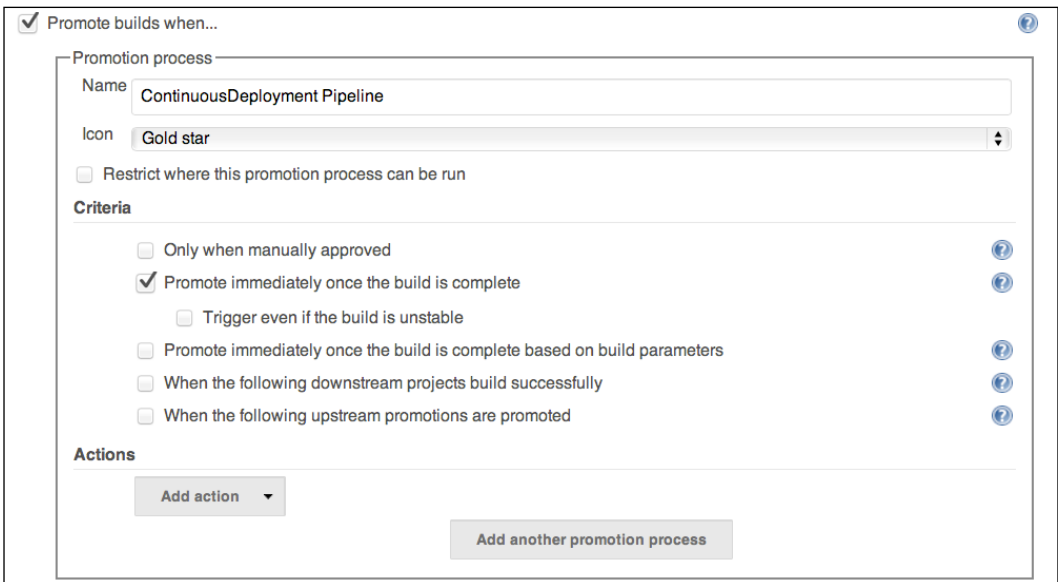 Promote builds when...
Promotion process
Name
ContinuousDeployment Pipeline
Icon
Gold star
Restrict where this promotion process can be run
Criteria
Only when manually approved
Promote immediately once the build is complete
Trigger even if the build is unstable
Promote immediately once the build is complete based on build parameters
When the following downstream projects build successfully
When the following upstream promotions are promoted
Actions
Add action
Add another promotion process